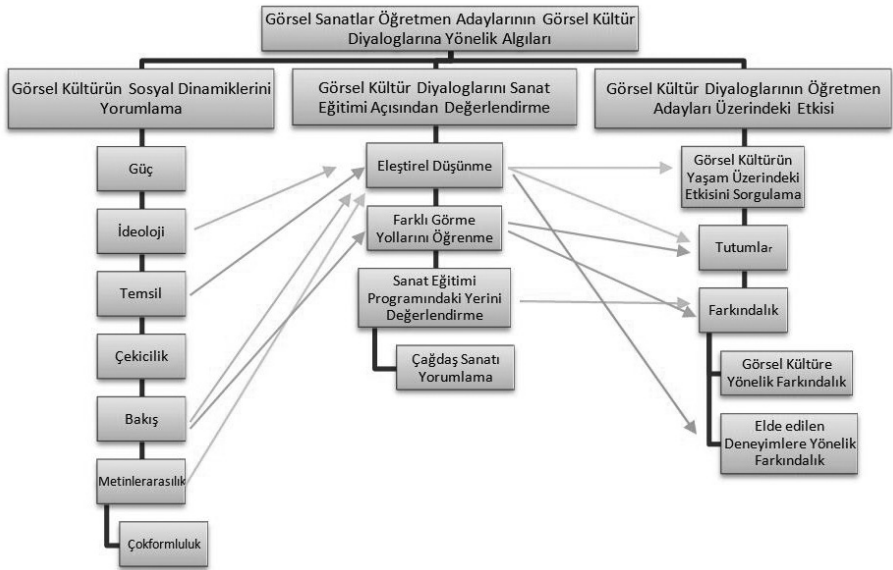 Görsel Sanatlar Öğretmen Adaylarının Görsel Kültür
Diyaloglarına Yönelik Algıları
Görsel Kültürün Sosyal Dinamiklerini
Yorumlama
Güç
İdeoloji
Temsil
Çekicilik
Bakış
Metinlerarasılık
Çokformluluk
Görsel Kültür Diyaloglarını Sanat
Eğitimi Açısından Değerlendirme
Eleştirel Düşünme
Farklı Görme
Yollarını Öğrenme
Sanat Eğitimi
Programındaki Yerini
Değerlendirme
Çağdaş Sanatı
Yorumlama
Görsel Kültür Diyaloglarının Öğretmen
Adayları Üzerindeki Etkisi
Görsel Kültürün
Yaşam Üzerindeki
Etkisini Sorgulama
Tutumlar
Farkındalık
Görsel Kültüre
Yönelik Farkındalık
Elde edilen
Deneyimlere Yönelik
Farkındalık